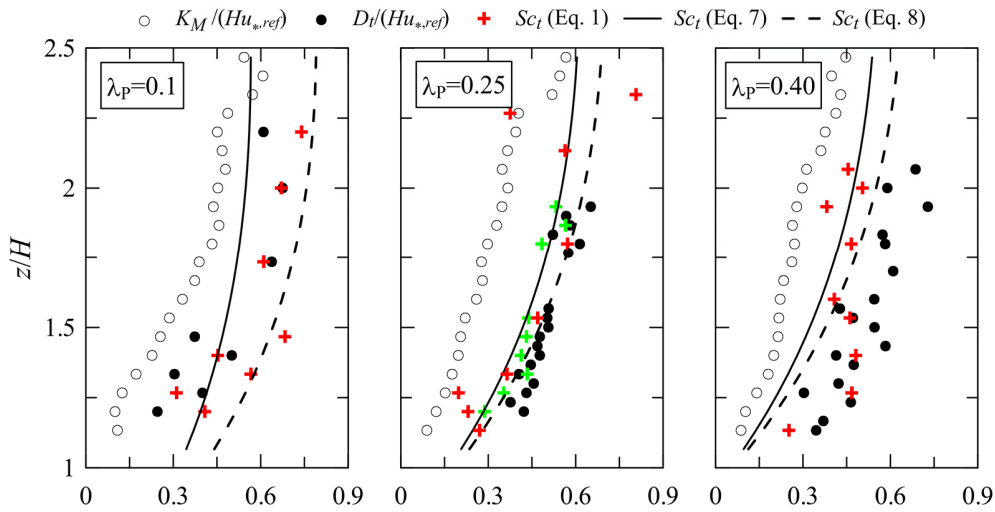 K_M/(Hu_{*,ref}) D_t/(Hu_{*,ref}) Sc_t (Eq. 1) Sc_t (Eq. 7) Sc_t (Eq. 8)
2.5
λ_P=0.1 λ_P=0.25 λ_P=0.40
2
z/H
1.5
1
0 0.3 0.6 0.9 0 0.3 0.6 0.9 0 0.3 0.6 0.9